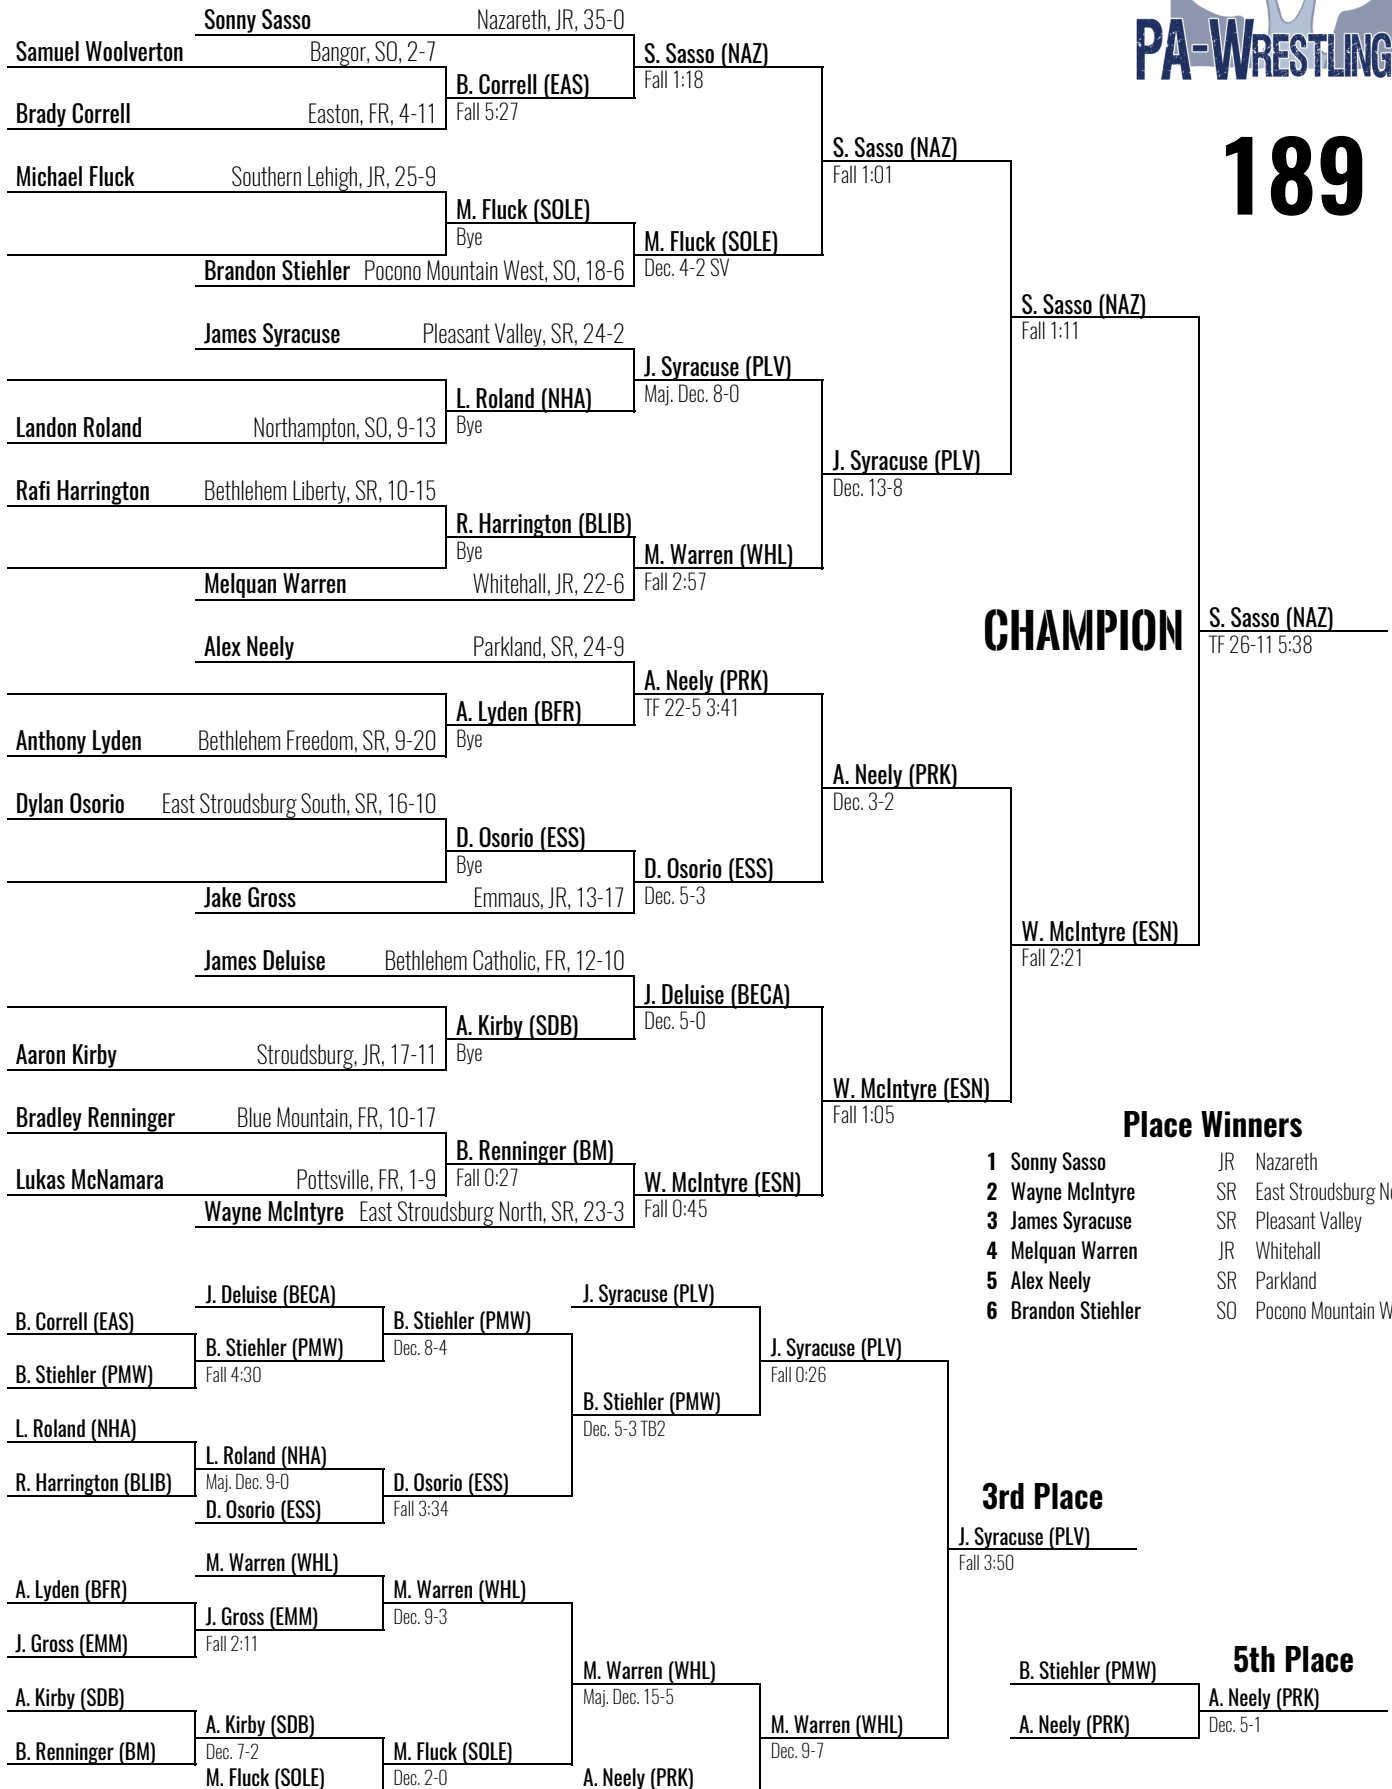 PA-WRESTLING
189
Sonny Sasso Nazareth, JR, 35-0
Samuel Woolverton Bangor, SO, 2-7
S. Sasso (NAZ)
B. Correll (EAS)
Fall 1:18
Brady Correll Easton, FR, 4-11
Fall 5:27
S. Sasso (NAZ)
Fall 1:01
Michael Fluck Southern Lehigh, JR, 25-9
M. Fluck (SOLE)
Bye
M. Fluck (SOLE)
Brandon Stiehler Pocono Mountain West, SO, 18-6
Dec. 4-2 SV
S. Sasso (NAZ)
Fall 1:11
James Syracuse Pleasant Valley, SR, 24-2
J. Syracuse (PLV)
Maj. Dec. 8-0
L. Roland (NHA)
Landon Roland Northampton, SO, 9-13
Bye
J. Syracuse (PLV)
Dec. 13-8
Rafi Harrington Bethlehem Liberty, SR, 10-15
R. Harrington (BLIB)
Bye
M. Warren (WHL)
Melquan Warren Whitehall, JR, 22-6
Fall 2:57
CHAMPION
S. Sasso (NAZ)
TF 26-11 5:38
Alex Neely Parkland, SR, 24-9
A. Neely (PRK)
TF 22-5 3:41
A. Lyden (BFR)
Anthony Lyden Bethlehem Freedom, SR, 9-20
Bye
A. Neely (PRK)
Dec. 3-2
Dylan Osorio East Stroudsburg South, SR, 16-10
D. Osorio (ESS)
Bye
D. Osorio (ESS)
Jake Gross Emmaus, JR, 13-17
Dec. 5-3
W. McIntyre (ESN)
Fall 2:21
James Deluise Bethlehem Catholic, FR, 12-10
J. Deluise (BECA)
Dec. 5-0
A. Kirby (SDB)
Aaron Kirby Stroudsburg, JR, 17-11
Bye
W. McIntyre (ESN)
Fall 1:05
Bradley Renninger Blue Mountain, FR, 10-17
B. Renninger (BM)
Lukas McNamara Pottsville, FR, 1-9
Fall 0:27
W. McIntyre (ESN)
Wayne McIntyre East Stroudsburg North, SR, 23-3
Fall 0:45
Place Winners
1 Sonny Sasso JR Nazareth
2 Wayne McIntyre SR East Stroudsburg
3 James Syracuse SR Pleasant Valley
4 Melquan Warren JR Whitehall
5 Alex Neely SR Parkland
6 Brandon Stiehler SO Pocono Mountain
J. Deluise (BECA)
B. Correll (EAS)
B. Stiehler (PMW)
Dec. 8-4
B. Stiehler (PMW)
B. Stiehler (PMW)
Fall 4:30
J. Syracuse (PLV)
J. Syracuse (PLV)
Fall 0:26
B. Stiehler (PMW)
Dec. 5-3 TB2
L. Roland (NHA)
L. Roland (NHA)
R. Harrington (BLIB)
Maj. Dec. 9-0
D. Osorio (ESS)
D. Osorio (ESS)
Fall 3:34
3rd Place
J. Syracuse (PLV)
Fall 3:50
M. Warren (WHL)
A. Lyden (BFR)
M. Warren (WHL)
Dec. 9-3
J. Gross (EMM)
J. Gross (EMM)
Fall 2:11
M. Warren (WHL)
Maj. Dec. 15-5
A. Kirby (SDB)
A. Kirby (SDB)
B. Renninger (BM)
Dec. 7-2
M. Fluck (SOLE)
M. Fluck (SOLE)
Dec. 2-0
A. Neely (PRK)
M. Warren (WHL)
Dec. 9-7
5th Place
B. Stiehler (PMW)
A. Neely (PRK)
A. Neely (PRK)
Dec. 5-1